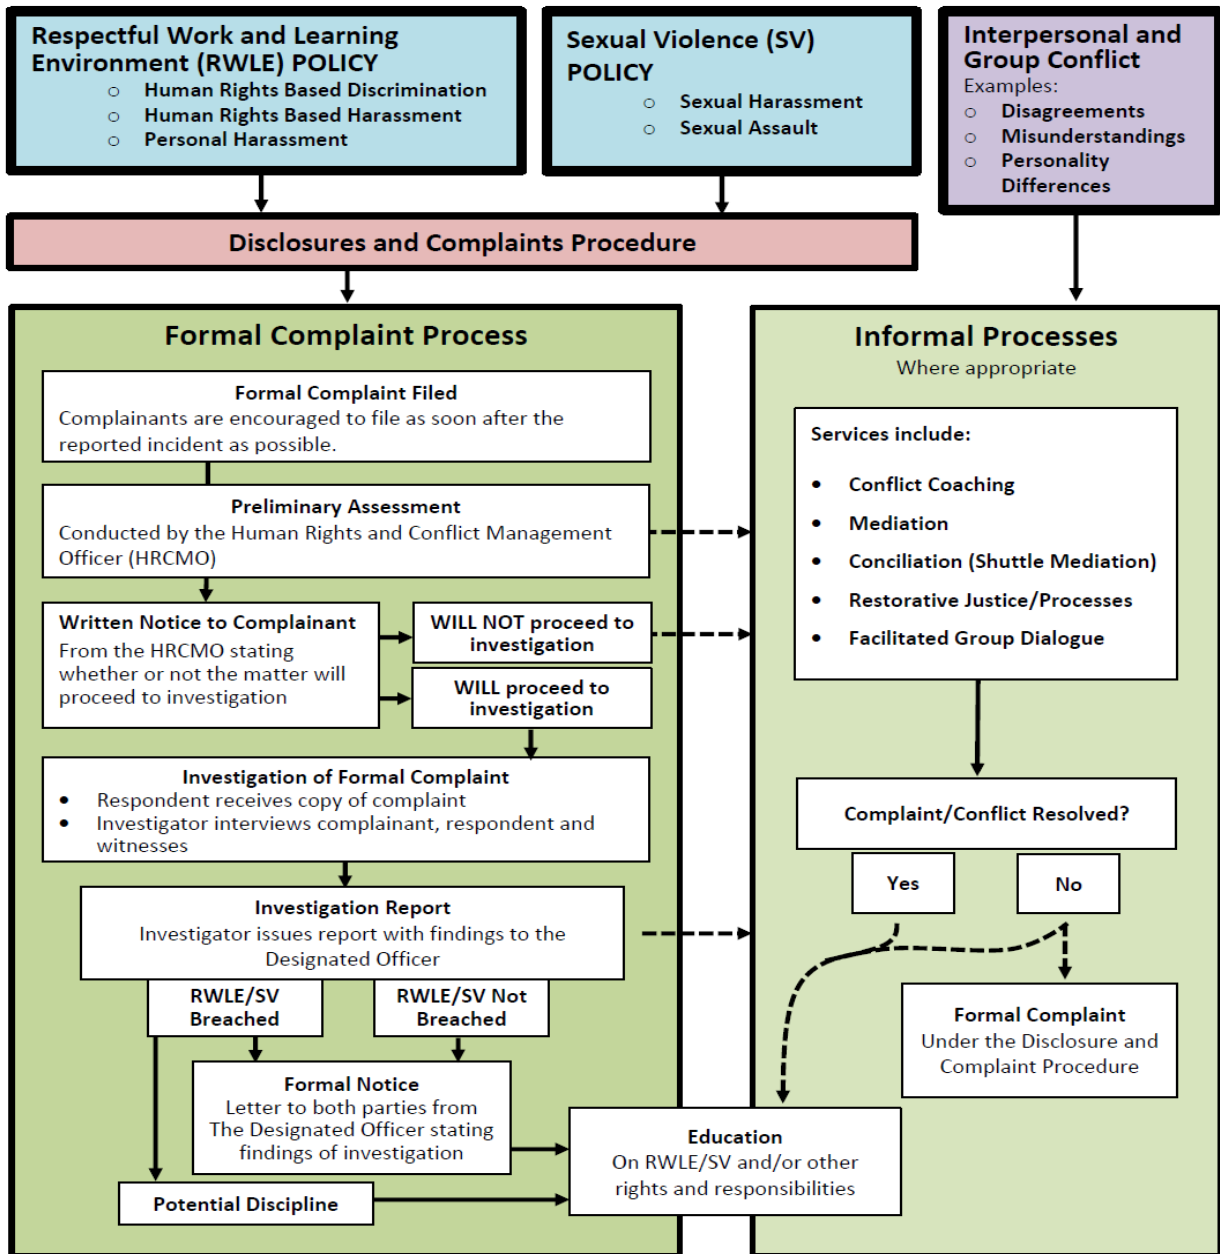 Respectful Work and Learning
Environment (RWLE) POLICY
o Human Rights Based Discrimination
o Human Rights Based Harassment
o Personal Harassment
Sexual Violence (SV)
POLICY
o Sexual Harassment
o Sexual Assault
Interpersonal and
Group Conflict
Examples:
o Disagreements
o Misunderstandings
o Personality
Differences
Disclosures and Complaints Procedure
Formal Complaint Process
Formal Complaint Filed
Complainants are encouraged to file as soon after the
reported incident as possible.
Preliminary Assessment
Conducted by the Human Rights and Conflict Management
Officer (HRCMO)
Written Notice to Complainant
From the HRCMO stating
whether or not the matter will
proceed to investigation
WILL NOT proceed to
investigation
WILL proceed to
investigation
Investigation of Formal Complaint
• Respondent receives copy of complaint
• Investigator interviews complainant, respondent and
witnesses
Investigation Report
Investigator issues report with findings to the
Designated Officer
RWLE/SV
Breached
RWLE/SV Not
Breached
Formal Notice
Letter to both parties from
The Designated Officer stating
findings of investigation
Potential Discipline
Informal Processes
Where appropriate
Services include:
• Conflict Coaching
• Mediation
• Conciliation (Shuttle Mediation)
• Restorative Justice/Processes
• Facilitated Group Dialogue
Complaint/Conflict Resolved?
Yes
No
Formal Complaint
Under the Disclosure and
Complaint Procedure
Education
On RWLE/SV and/or other
rights and responsibilities